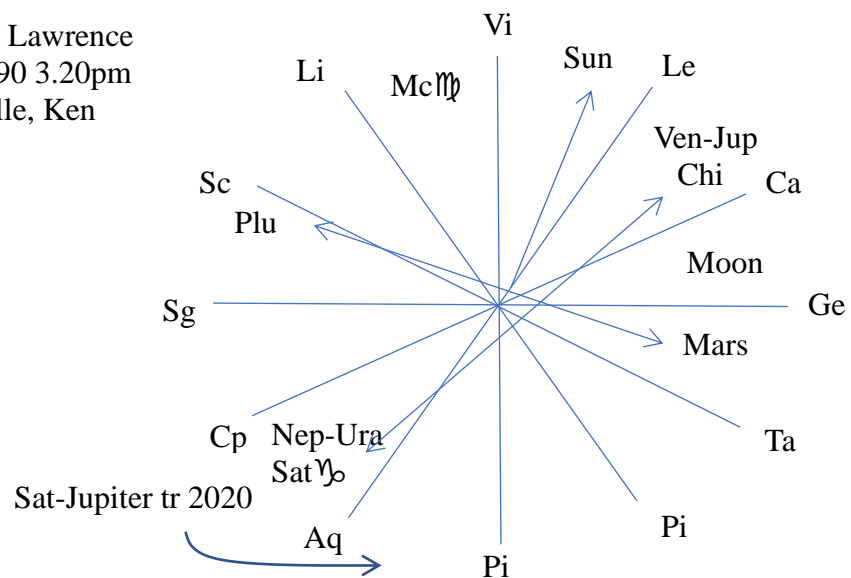 Lawrence
90 3.20pm
lle, Ken
Vi
Sun
Le
Li
Mc♍
Ven-Jup
Chi
Ca
Sc
Plu
Moon
Sg
Ge
Mars
Cp
Nep-Ura
Sat♑
Ta
Sat-Jupiter tr 2020
Aq
Pi
Pi